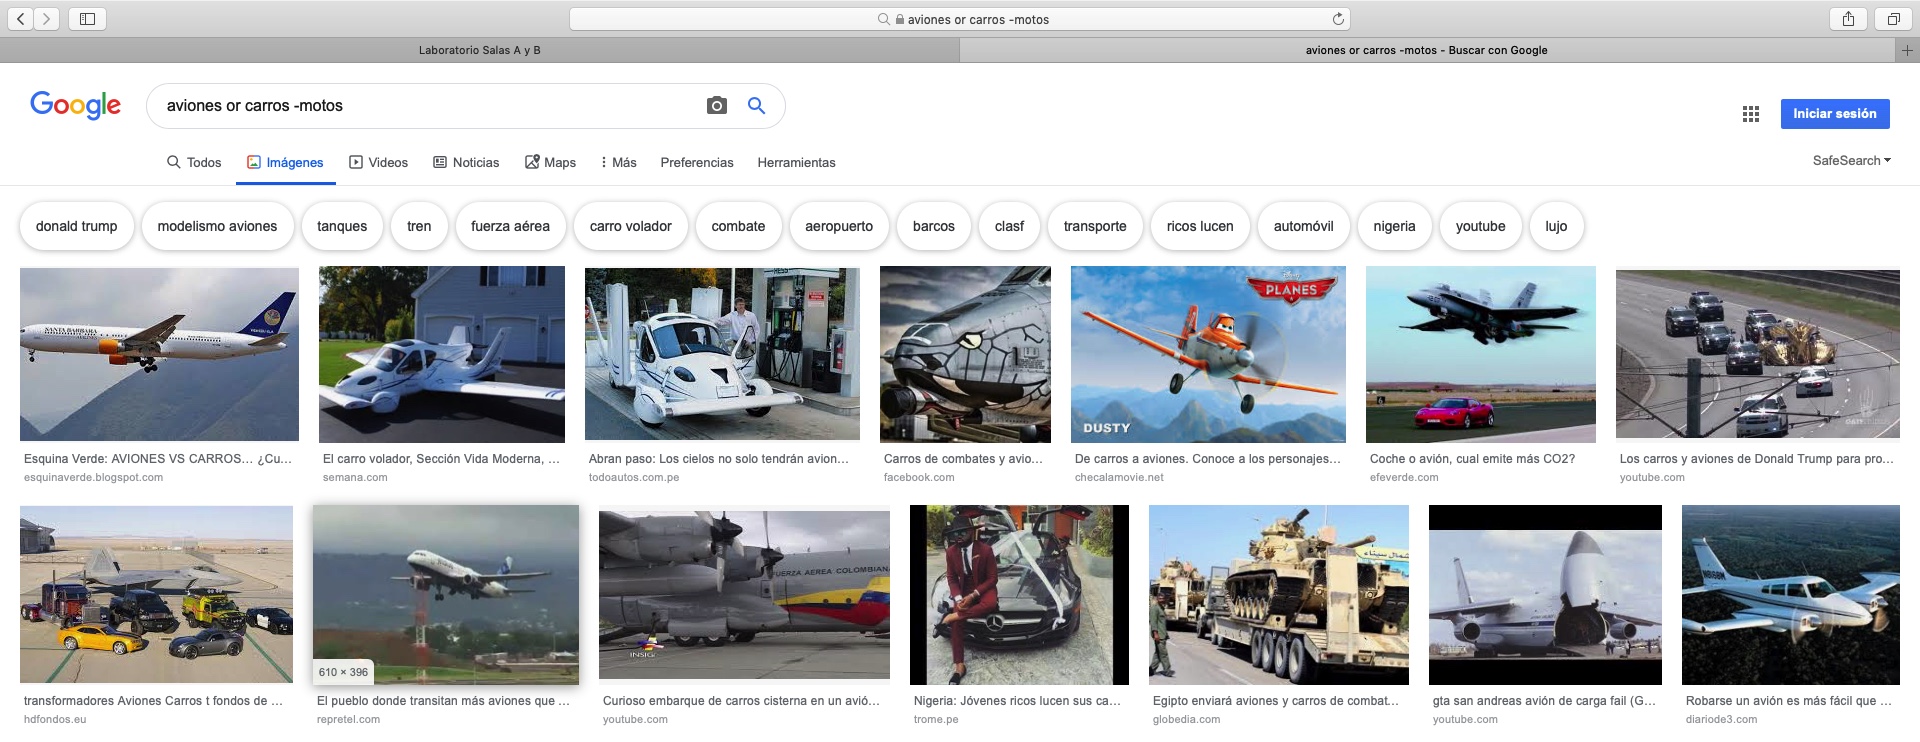 aviones or carros -motos
Laboratorio Salas A y B
aviones or carros -motos - Buscar con Google
Google
aviones or carros -motos
Iniciar sesión
Todos
Imágenes
Videos
Noticias
Maps
Más
Preferencias
Herramientas
SafeSearch
donald trump
modelismo aviones
tanques
tren
fuerza aérea
carro volador
combate
aeropuerto
barcos
clasf
transporte
ricos lucen
automóvil
nigeria
youtube
lujo
SANTA BARBARA
HESS
Disney
PLANES
DUSTY
Esquina Verde: AVIONES VS CARROS... ¿Cu...
esquinaverde.blogspot.com
El carro volador, Sección Vida Moderna, ...
semana.com
Abran paso: Los cielos no solo tendrán avion...
todoautos.com.pe
Carros de combates y avio...
facebook.com
De carros a aviones. Conoce a los personajes...
checalamovie.net
Coche o avión, cual emite más CO2?
efeverde.com
Los carros y aviones de Donald Trump para pro...
youtube.com
610 × 396
FUERZA AEREA COLOMBIAN
INSIG
transformadores Aviones Carros t fondos de ...
hdfondos.eu
El pueblo donde transitan más aviones que ...
repretel.com
Curioso embarque de carros cisterna en un avió...
youtube.com
Nigeria: Jóvenes ricos lucen sus ca...
trome.pe
Egipto enviará aviones y carros de combat...
globedia.com
gta san andreas avión de carga fail (G...
youtube.com
Robarse un avión es más fácil que ...
diariode3.com